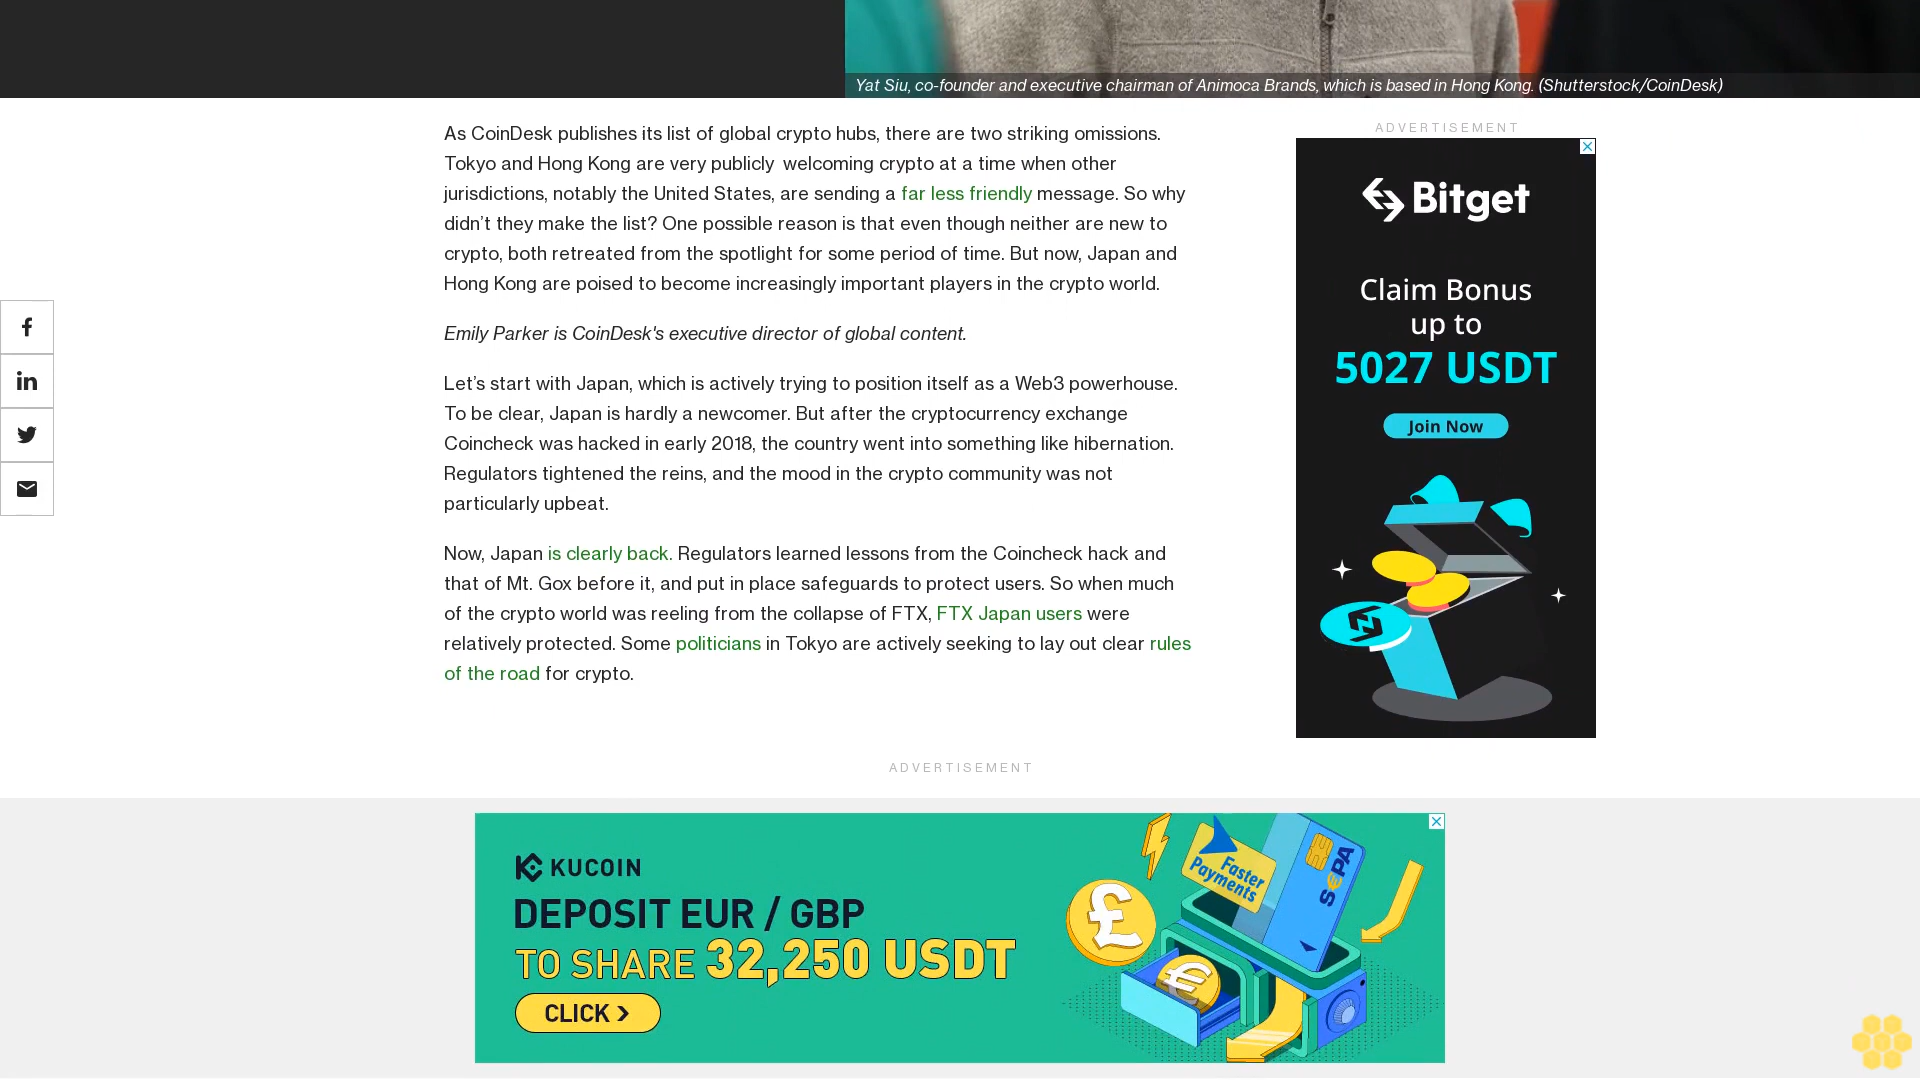 Yat Siu, co-founder and executive chairman of Animoca Brands, which is based in Hong Kong. (Shutterstock/CoinDesk)
As CoinDesk publishes its list of global crypto hubs, there are two striking omissions.
Tokyo and Hong Kong are very publicly  welcoming crypto at a time when other
jurisdictions, notably the United States, are sending a far less friendly message. So why
didn’t they make the list? One possible reason is that even though neither are new to
crypto, both retreated from the spotlight for some period of time. But now, Japan and
Hong Kong are poised to become increasingly important players in the crypto world.
Emily Parker is CoinDesk's executive director of global content.
Let’s start with Japan, which is actively trying to position itself as a Web3 powerhouse.
To be clear, Japan is hardly a newcomer. But after the cryptocurrency exchange
Coincheck was hacked in early 2018, the country went into something like hibernation.
Regulators tightened the reins, and the mood in the crypto community was not
particularly upbeat.
Now, Japan is clearly back. Regulators learned lessons from the Coincheck hack and
that of Mt. Gox before it, and put in place safeguards to protect users. So when much
of the crypto world was reeling from the collapse of FTX, FTX Japan users were
relatively protected. Some politicians in Tokyo are actively seeking to lay out clear rules
of the road for crypto.
ADVERTISEMENT
Bitget
Claim Bonus
up to
5027 USDT
Join Now
ADVERTISEMENT
KUCOIN
DEPOSIT EUR / GBP
TO SHARE 32,250 USDT
CLICK >
Faster
Payments
S€PA
£
€